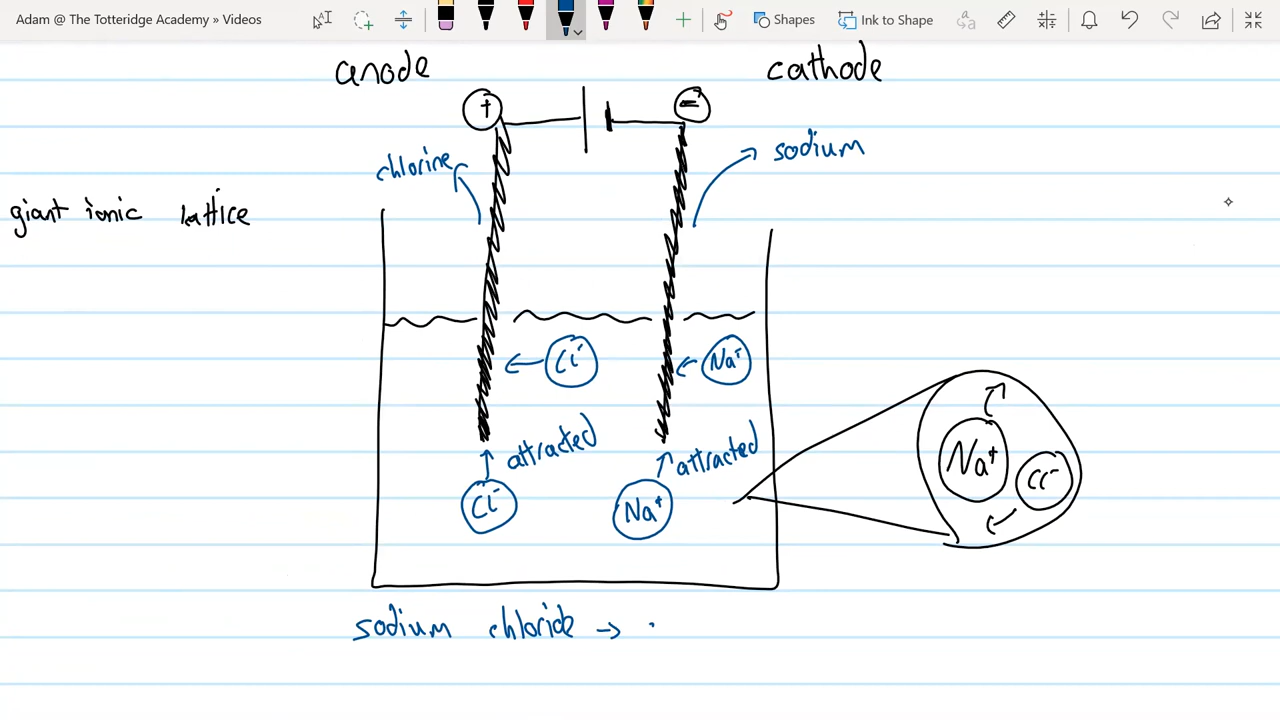 Adam @ The Totteridge Academy » Videos
Shapes
Ink to Shape
anode
cathode
+
-
chlorine
sodium
giant ionic lattice
Cl-
Na+
attracted
attracted
Cl-
Na+
Na+
Cl-
sodium chloride →